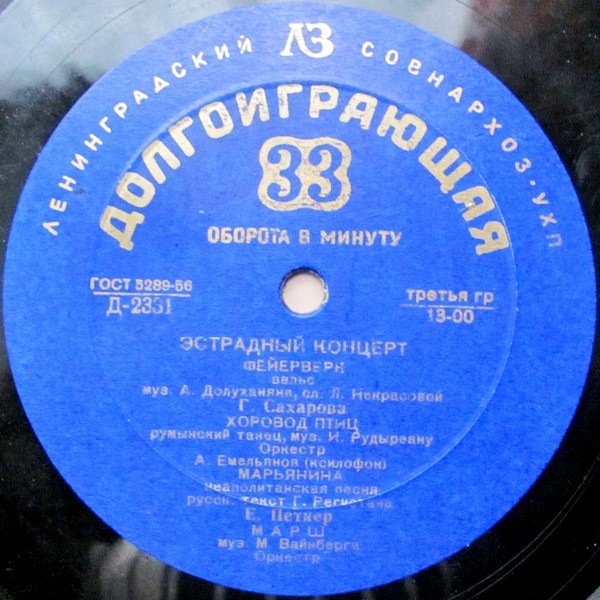 ЛЕНИНГРАДСКИЙ ЛЗ СОВНАРХОЗ. УХП
ДОЛГОИГРАЮЩАЯ
33
ОБОРОТА В МИНУТУ
ГОСТ 5289-56
Д-2331
третья гр
13-00
ЭСТРАДНЫЙ КОНЦЕРТ
ФЕЙЕРВЕРК
вальс
муз. А. Долуханяна, сл. Л. Некрасовой
Г. Сахарова
ХОРОВОД ПТИЦ
румынский танец, муз. И. Рудыреану
Оркестр
А. Емельянов (ксилофон)
МАРЬЯНИНА
неаполитанская песня
русск. текст Г. Регистана
Е. Петкер
МАРШ
муз. М. Вайнберга
Оркестр